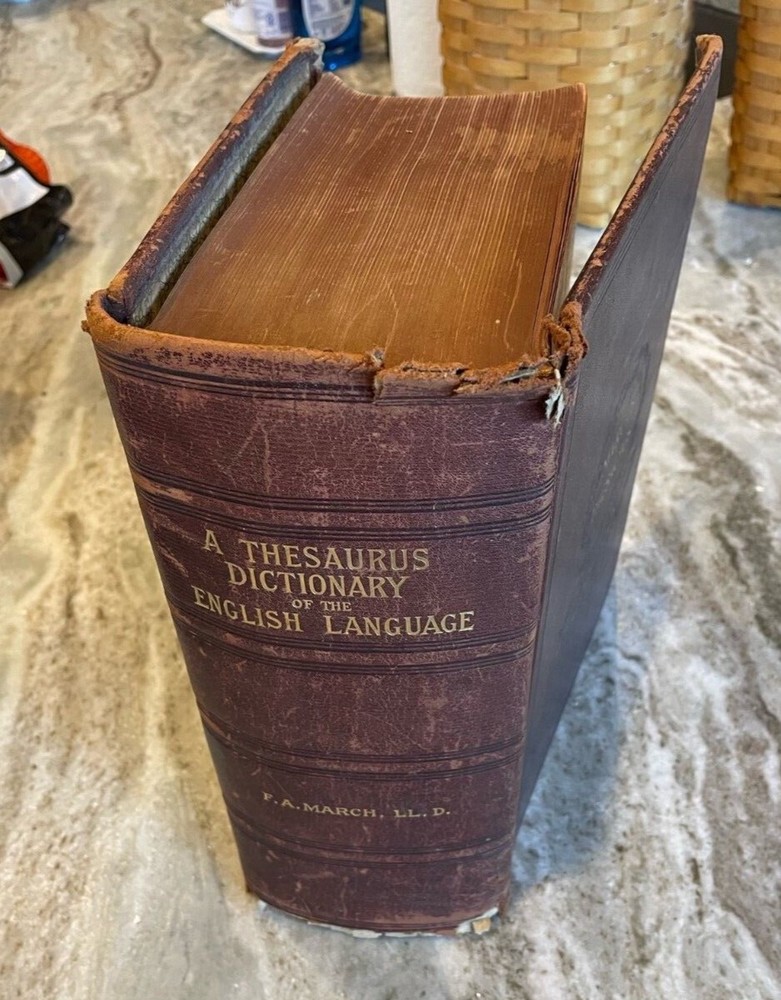 A THESAURUS
DICTIONARY
OF THE
ENGLISH LANGUAGE
F. A. MARCH, LL. D.